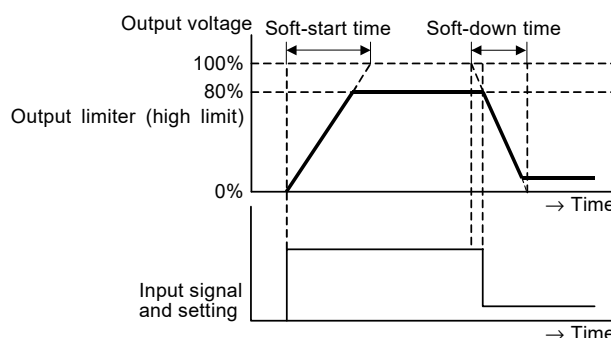 Output voltage
Soft-start time
Soft-down time
100%
80%
Output limiter (high limit)
0%
→ Time
Input signal
and setting
→ Time